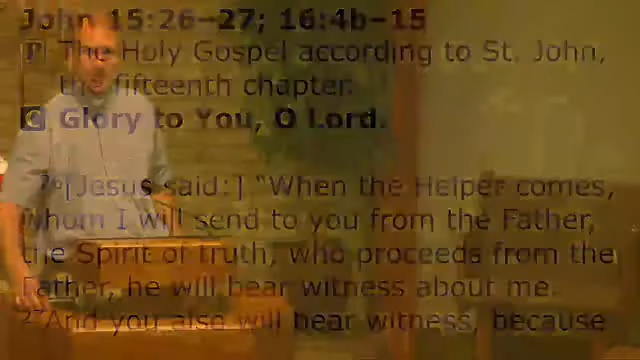 John 15:26–27; 16:4b–15
P The Holy Gospel according to St. John,
the fifteenth chapter.
C Glory to You, O Lord.
26[Jesus said:] “When the Helper comes,
whom I will send to you from the Father,
the Spirit of truth, who proceeds from the
Father, he will bear witness about me.
27And you also will bear witness, because